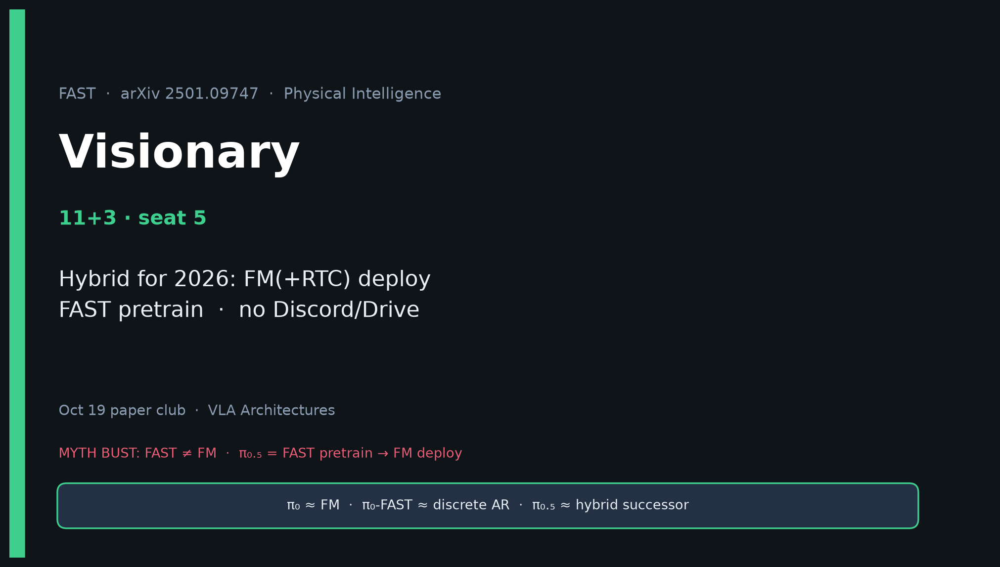 FAST · arXiv 2501.09747 · Physical Intelligence
Visionary
11+3 · seat 5
Hybrid for 2026: FM(+RTC) deploy
FAST pretrain · no Discord/Drive
Oct 19 paper club · VLA Architectures
MYTH BUST: FAST ≠ FM · π₀.₅ = FAST pretrain → FM deploy
π₀ ≈ FM · π₀-FAST ≈ discrete AR · π₀.₅ ≈ hybrid successor